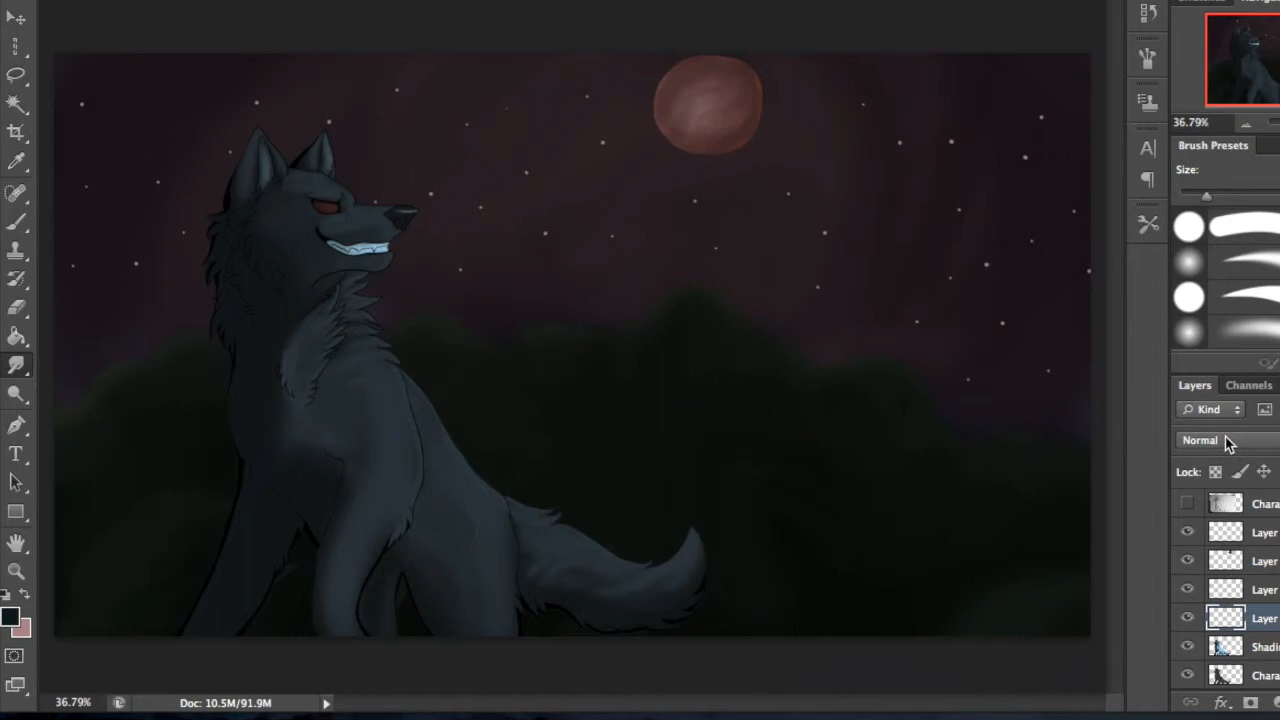 36.79%
Brush Presets
Size:
Layers
Channels
Kind
Normal
Lock:
Chara
Layer
Layer
Layer
Layer
Shadi
Chara
36.79%
Doc: 10.5M/91.9M
fx